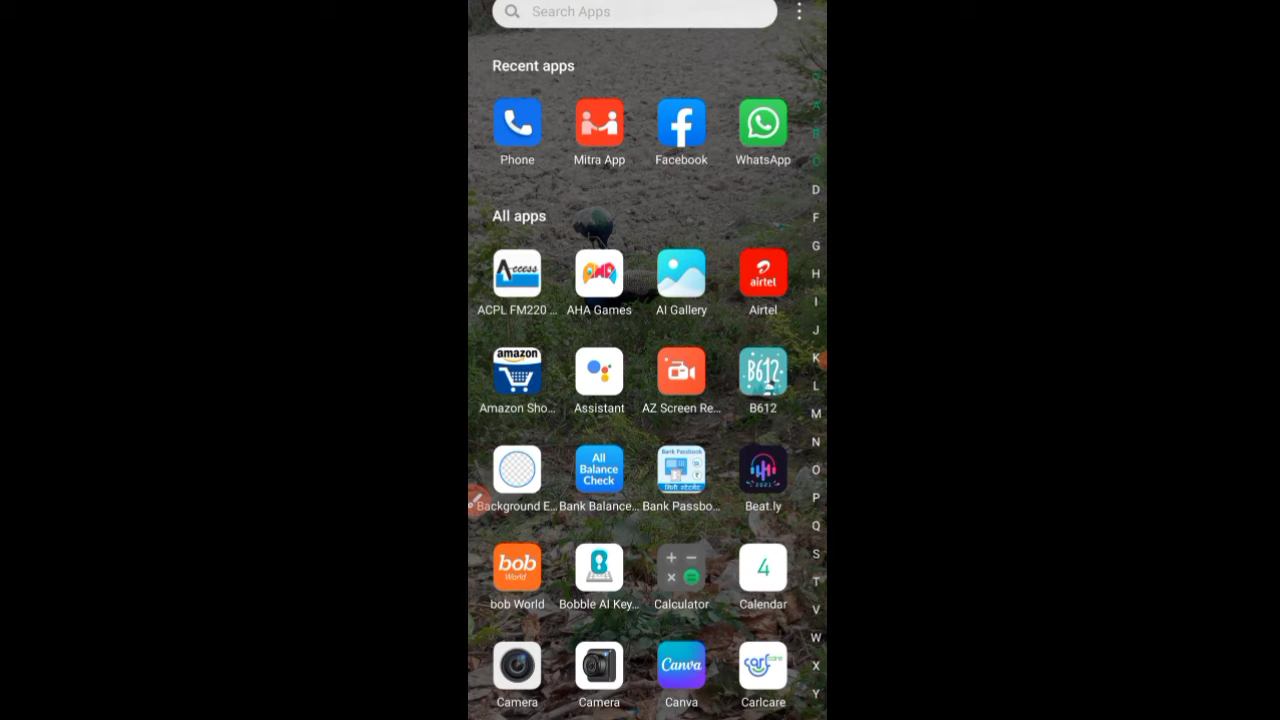 Search Apps
Recent apps
Phone Mitra App Facebook WhatsApp
All apps
Access
airtel
ACPL FM220 ... AHA Games AI Gallery Airtel
amazon
B612
Amazon Sho... Assistant AZ Screen Re... B612
All Balance Check
Bank Passbook
2021
Background E... Bank Balance... Bank Passbo... Beat.ly
bob
World
4
bob World Bobble AI Key... Calculator Calendar
Canva
carlcare
Camera Camera Canva Carlcare
D
F
G
H
I
J
K
L
M
N
O
P
Q
S
T
V
W
X
Y